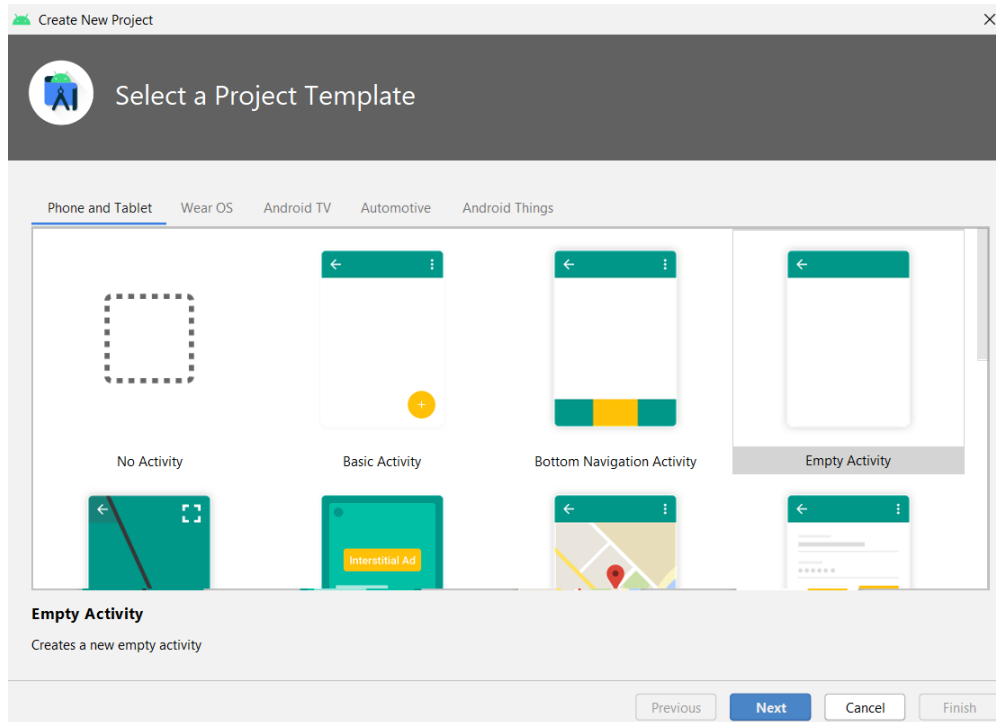 Create New Project
Select a Project Template
Phone and Tablet Wear OS Android TV Automotive Android Things
No Activity Basic Activity Bottom Navigation Activity Empty Activity
Interstitial Ad
Empty Activity
Creates a new empty activity
Previous Next Cancel Finish